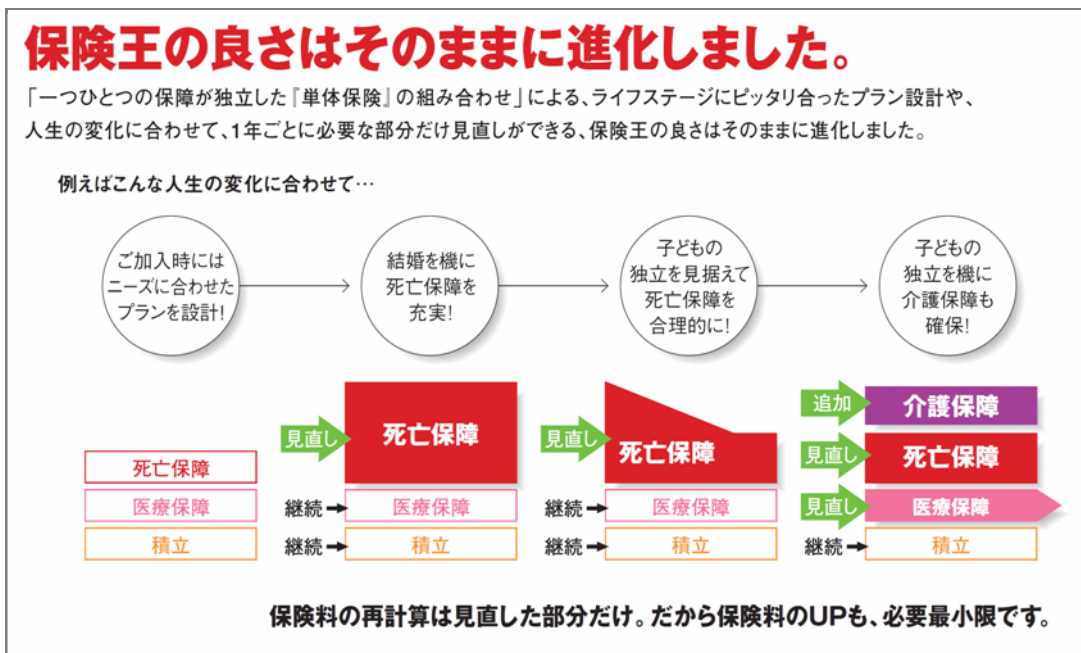 保険王の良さはそのままに進化しました。
「一つひとつの保障が独立した『単体保険』の組み合わせ」による、ライフステージにピッタリ合ったプラン設計や、
人生の変化に合わせて、1年ごとに必要な部分だけ見直しができる、保険王の良さはそのままに進化しました。
例えばこんな人生の変化に合わせて…
ご加入時には
ニーズに合わせた
プランを設計!
結婚を機に
死亡保障を
充実!
子どもの
独立を見据えて
死亡保障を
合理的に!
子どもの
独立を機に
介護保障も
確保!
死亡保障
医療保障
積立
見直し
死亡保障
継続
医療保障
継続
積立
見直し
死亡保障
継続
医療保障
継続
積立
追加
介護保障
見直し
死亡保障
見直し
医療保障
継続
積立
保険料の再計算は見直した部分だけ。だから保険料のUPも、必要最小限です。